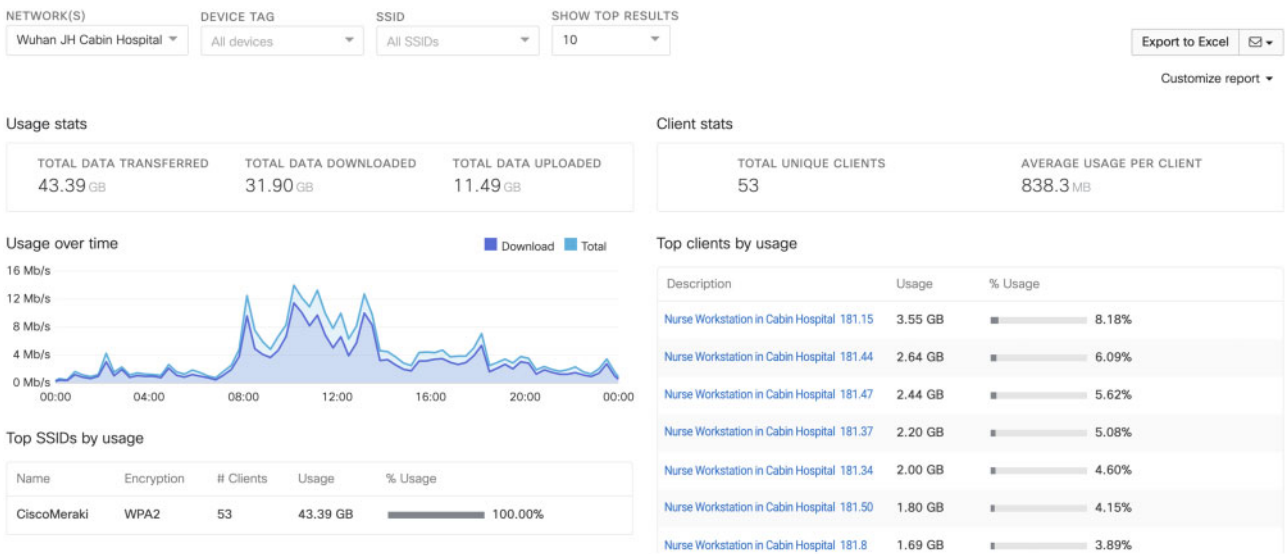 NETWORK(S) DEVICE TAG SSID SHOW TOP RESULTS
Wuhan JH Cabin Hospital All devices All SSIDs 10
Export to Excel
Customize report
Usage stats
TOTAL DATA TRANSFERRED TOTAL DATA DOWNLOADED TOTAL DATA UPLOADED
43.39 GB 31.90 GB 11.49 GB
Client stats
TOTAL UNIQUE CLIENTS AVERAGE USAGE PER CLIENT
53 838.3 MB
Usage over time
Download Total
16 Mb/s
12 Mb/s
8 Mb/s
4 Mb/s
0 Mb/s
00:00 04:00 08:00 12:00 16:00 20:00 00:00
Top SSIDs by usage
Name Encryption # Clients Usage % Usage
CiscoMeraki WPA2 53 43.39 GB 100.00%
Top clients by usage
Description Usage % Usage
Nurse Workstation in Cabin Hospital 181.15 3.55 GB 8.18%
Nurse Workstation in Cabin Hospital 181.44 2.64 GB 6.09%
Nurse Workstation in Cabin Hospital 181.47 2.44 GB 5.62%
Nurse Workstation in Cabin Hospital 181.37 2.20 GB 5.08%
Nurse Workstation in Cabin Hospital 181.34 2.00 GB 4.60%
Nurse Workstation in Cabin Hospital 181.50 1.80 GB 4.15%
Nurse Workstation in Cabin Hospital 181.8 1.69 GB 3.89%